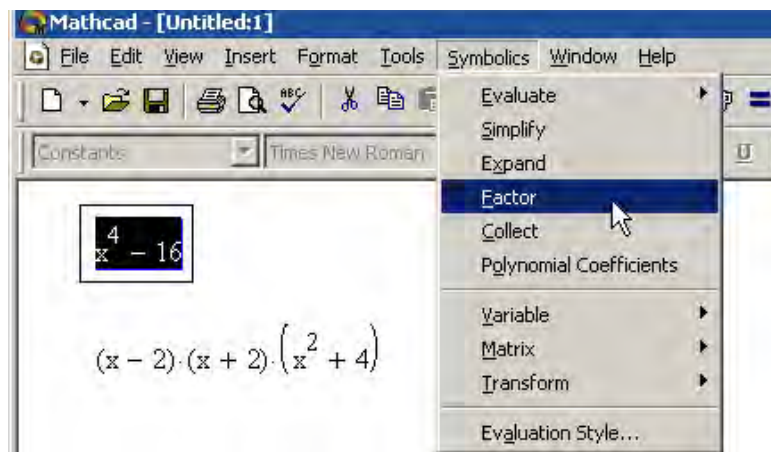 Mathcad - [Untitled:1]
File Edit View Insert Format Tools Symbolics Window Help
ABC
Constants Times New Roman U
Evaluate
Simplify
Expand
Factor
Collect
Polynomial Coefficients
Variable
Matrix
Transform
Evaluation Style...
x⁴ − 16
(x − 2)·(x + 2)·(x² + 4)